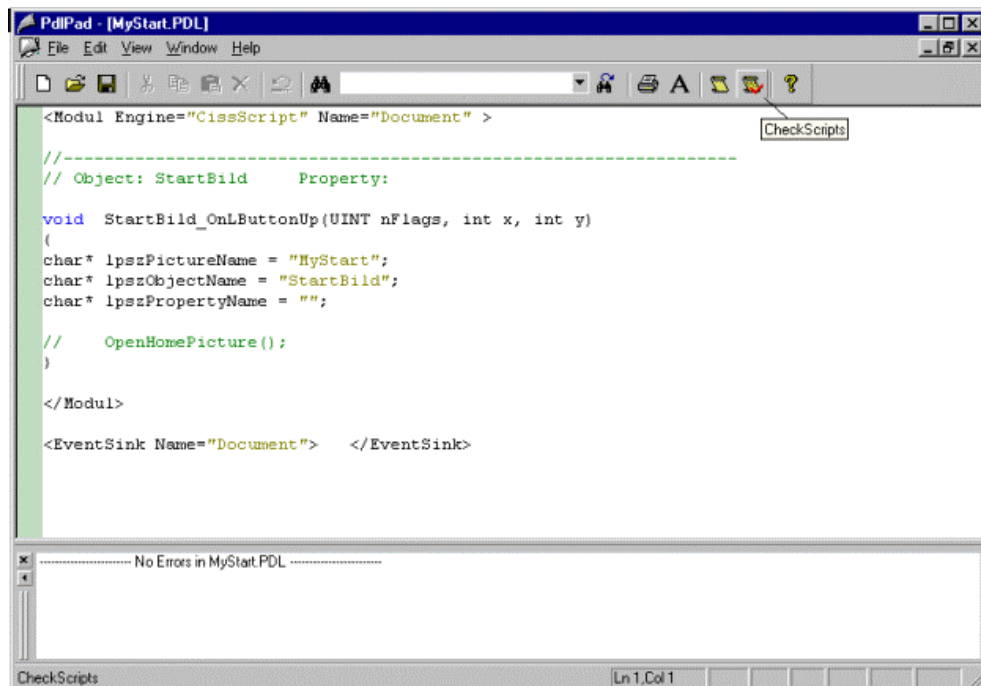 PdlPad - [MyStart.PDL]
File Edit View Window Help
A ?
CheckScripts
<Modul Engine="CissScript" Name="Document" >
//------------------------------------------------------------------
// Object: StartBild Property:
void StartBild_OnLButtonUp(UINT nFlags, int x, int y)
{
char* lpszPictureName = "MyStart";
char* lpszObjectName = "StartBild";
char* lpszPropertyName = "";
// OpenHomePicture();
}
</Modul>
<EventSink Name="Document"> </EventSink>
------------------------ No Errors in MyStart.PDL ------------------------
CheckScripts Ln 1,Col 1